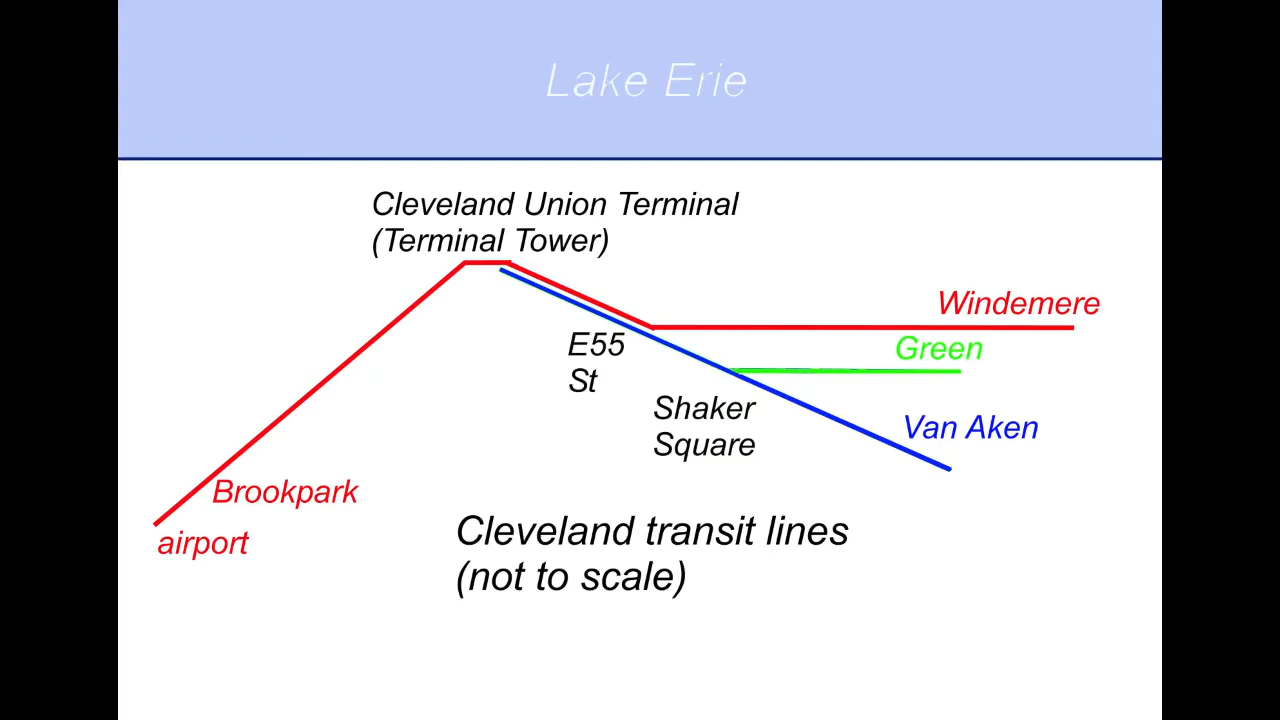 Lake Erie
Cleveland Union Terminal
(Terminal Tower)
Windemere
Green
E55
St
Shaker
Square
Van Aken
Brookpark
airport
Cleveland transit lines
(not to scale)